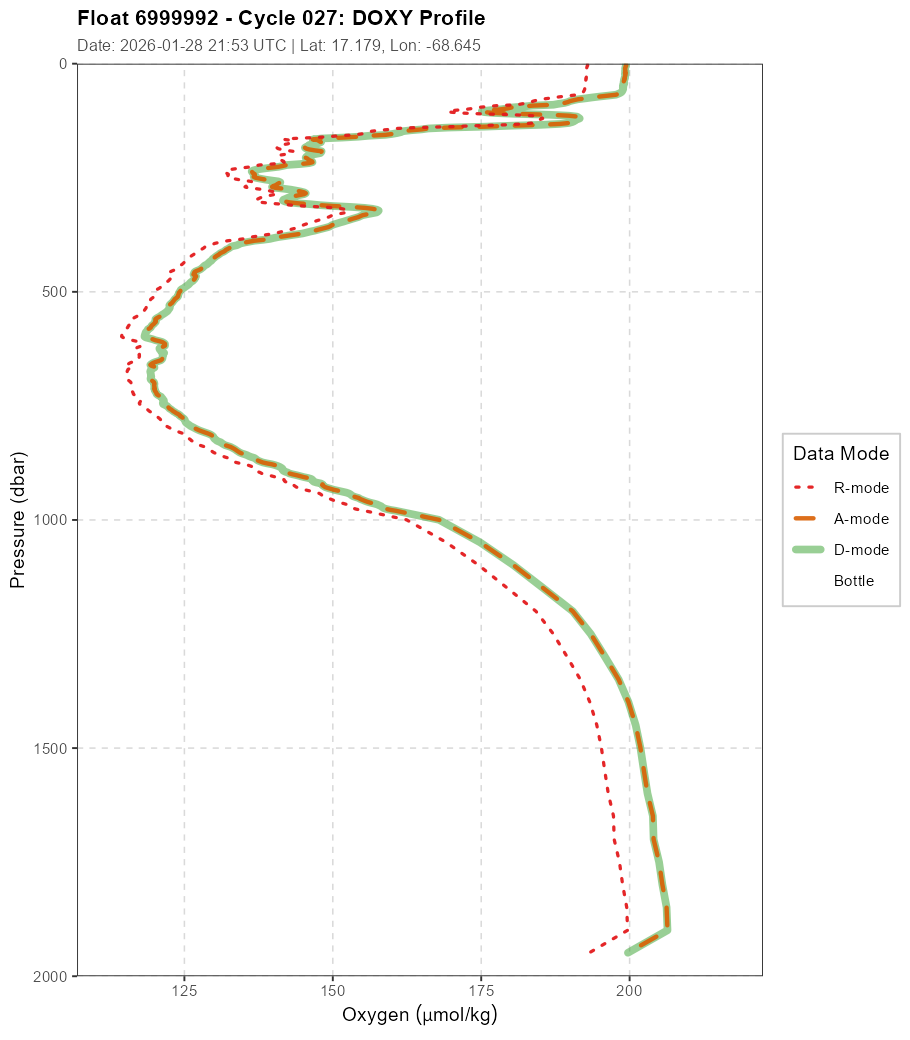 Float 6999992 - Cycle 027: DOXY Profile
Date: 2026-01-28 21:53 UTC | Lat: 17.179, Lon: -68.645
0
500
1000
1500
2000
Pressure (dbar)
125 150 175 200
Oxygen (µmol/kg)
Data Mode
R-mode
A-mode
D-mode
Bottle